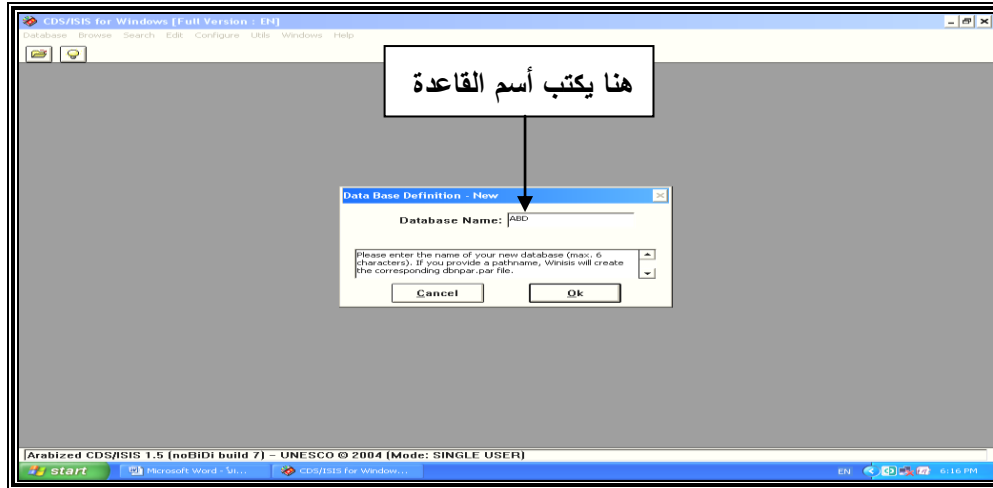 CDS/ISIS for Windows [Full Version : EN]
Database Browse Search Edit Configure Utils Windows Help
هنا يكتب أسم القاعدة
Data Base Definition - New
Database Name: ABD
Please enter the name of your new database (max. 6
characters). If you provide a pathname, Winisis will create
the corresponding dbnpar.par file.
Cancel Ok
Arabized CDS/ISIS 1.5 (noBiDi build 7) – UNESCO © 2004 (Mode: SINGLE USER)
start Microsoft Word - ... CDS/ISIS for Window... EN 6:16 PM